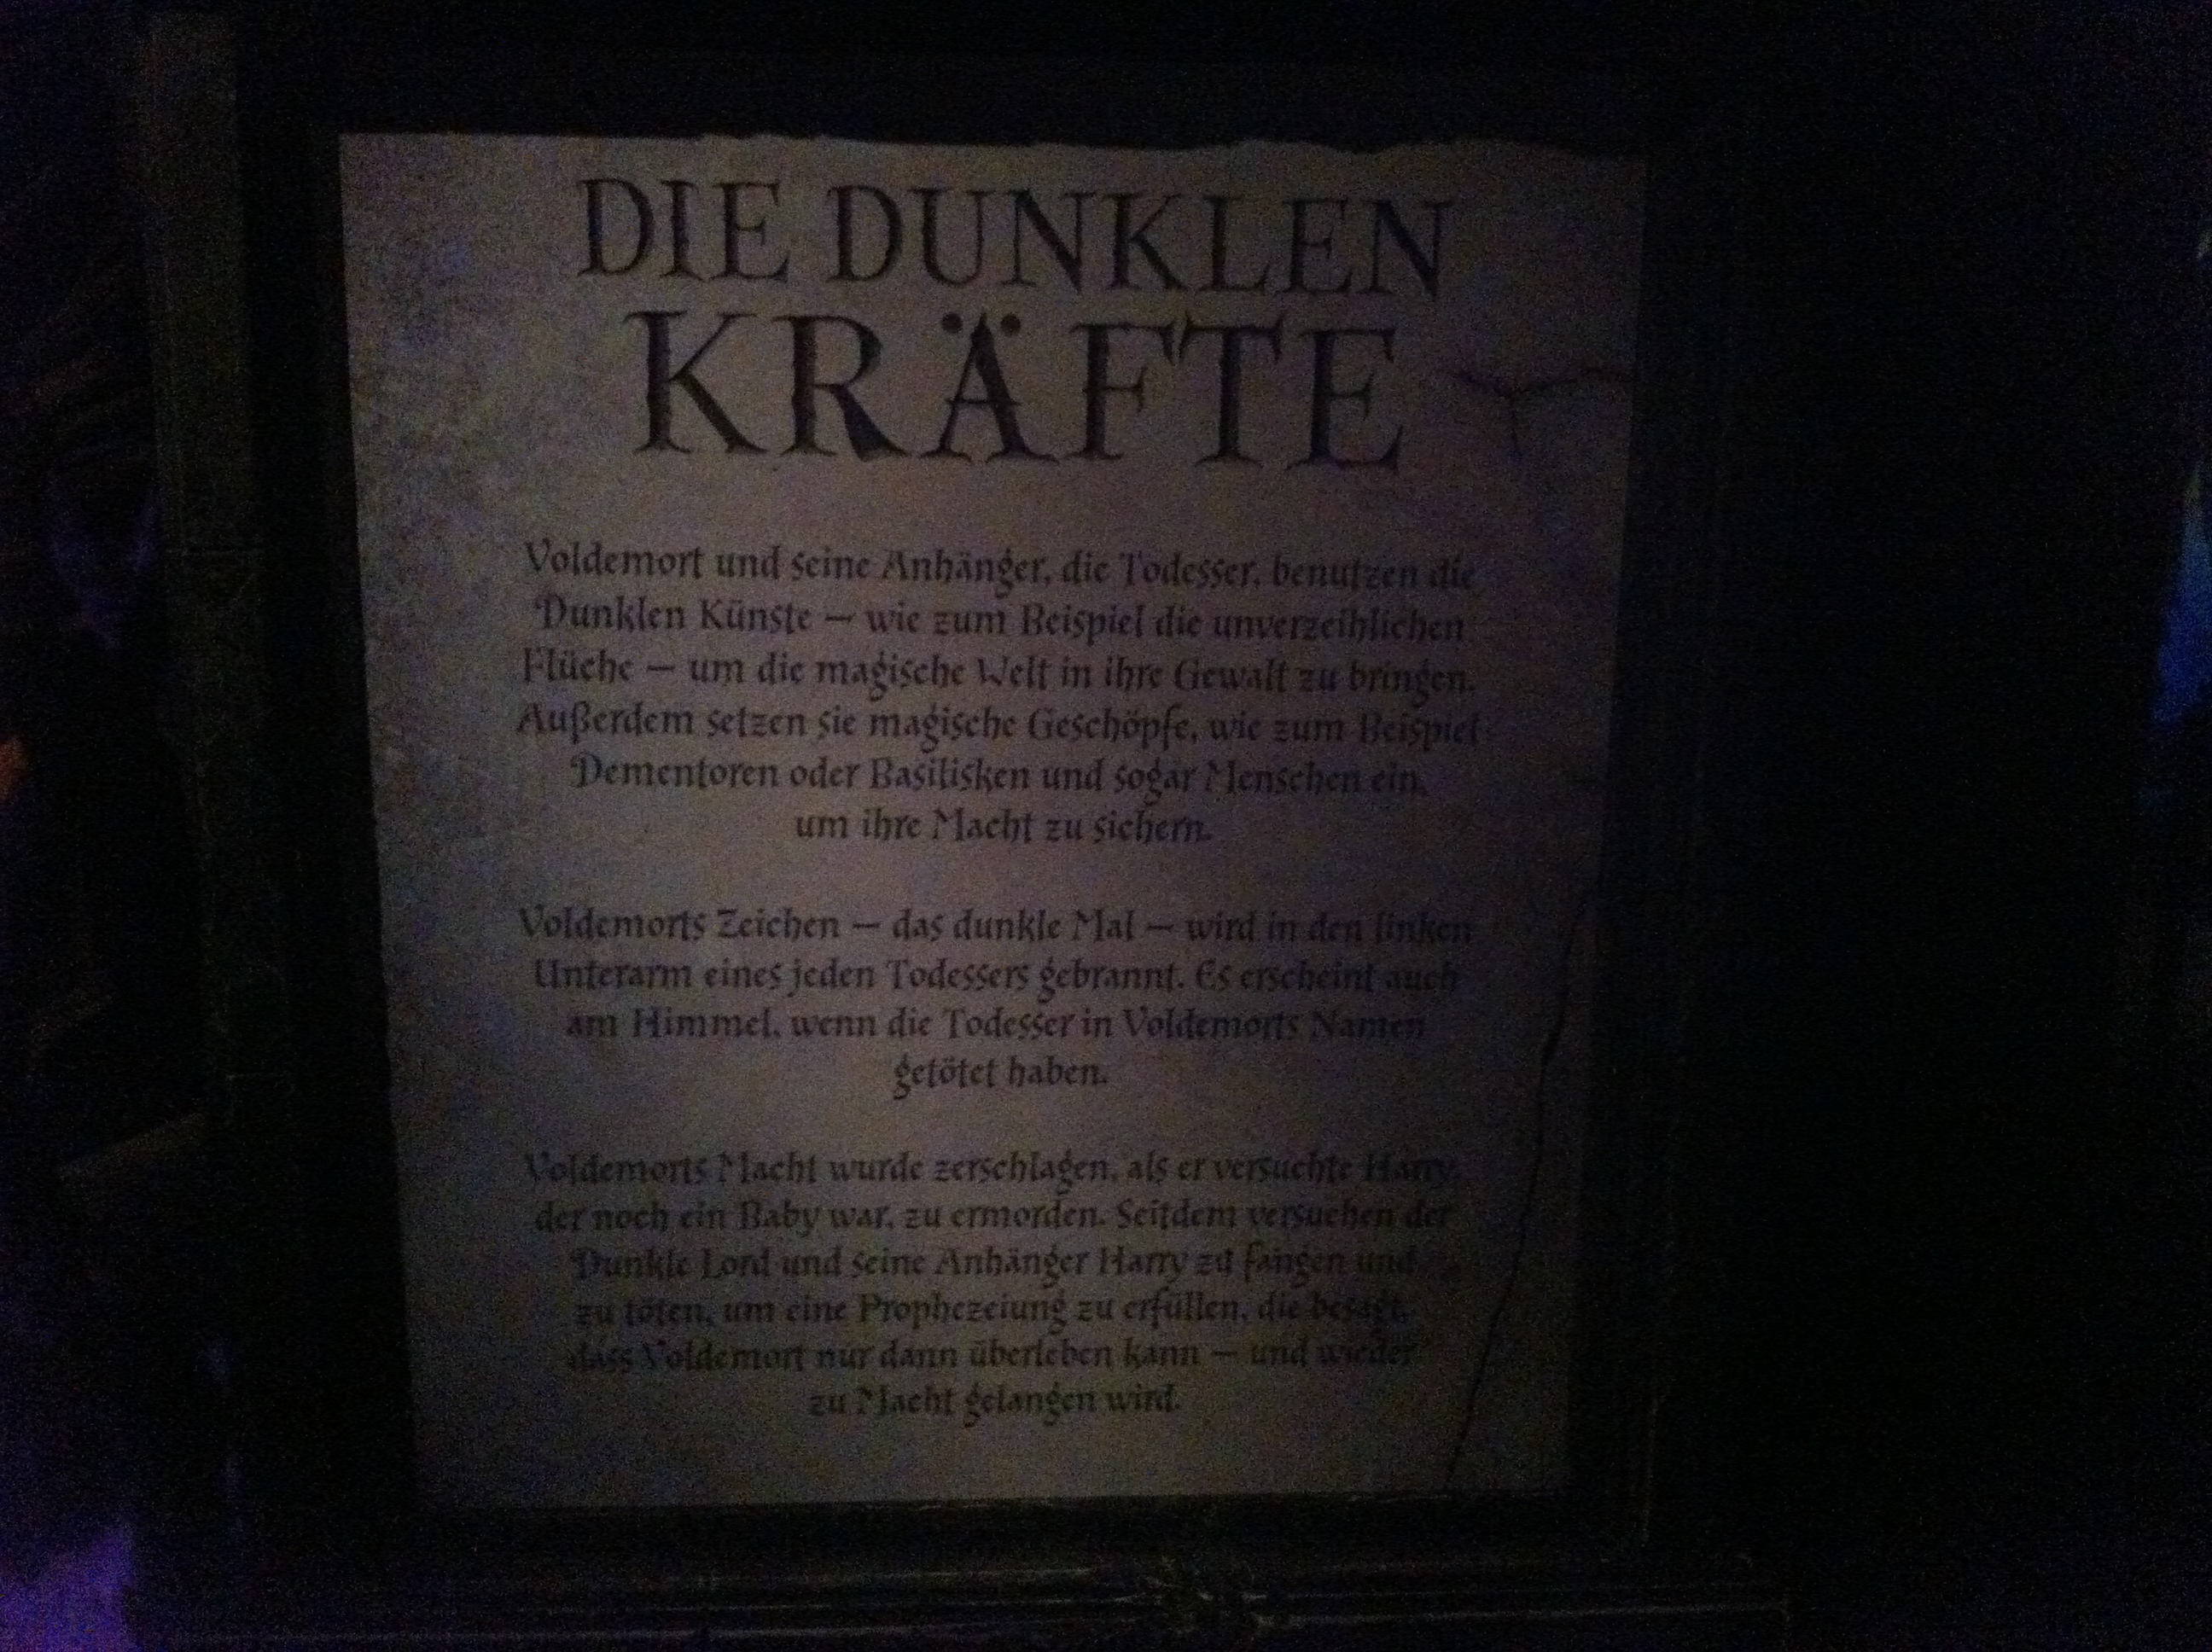 DIE DUNKLEN
KRÄFTE
Voldemort und seine Anhänger, die Todesser, benutzen die
Dunklen Künste – wie zum Beispiel die unverzeihlichen
Flüche – um die magische Welt in ihre Gewalt zu bringen.
Außerdem setzen sie magische Geschöpfe, wie zum Beispiel
Dementoren oder Basilisken und sogar Menschen ein,
um ihre Macht zu sichern.
Voldemorts Zeichen – das dunkle Mal – wird in den linken
Unterarm eines jeden Todessers gebrannt. Es erscheint auch
am Himmel, wenn die Todesser in Voldemorts Namen
getötet haben.
Voldemorts Macht wurde zerschlagen, als er versuchte Harry,
der noch ein Baby war, zu ermorden. Seitdem versuchen der
Dunkle Lord und seine Anhänger Harry zu fangen und
zu töten, um eine Prophezeiung zu erfüllen, die besagt,
dass Voldemort nur dann überleben kann – und wieder
zu Macht gelangen wird.